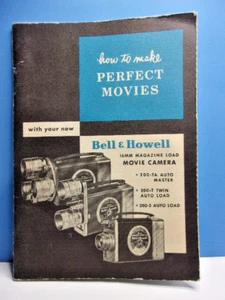 how to make
PERFECT
MOVIES
with your new
Bell & Howell
16MM MAGAZINE LOAD
MOVIE CAMERA
• 200-TA AUTO
MASTER
• 200-T TWIN
AUTO LOAD
• 200-S AUTO LOAD